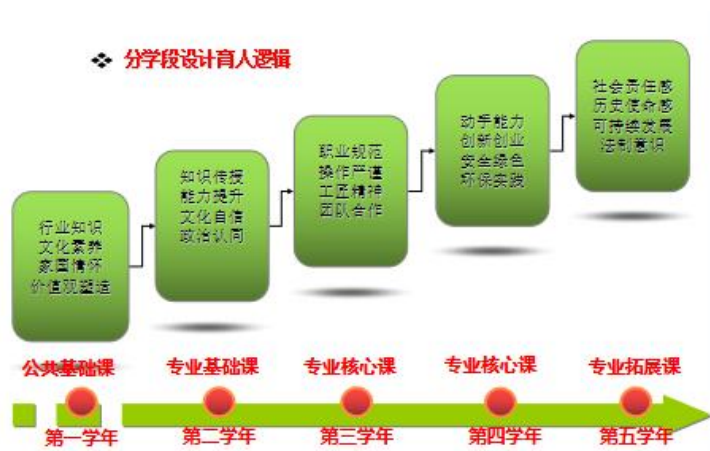 分学段设计育人逻辑
行业知识
文化素养
家国情怀
价值观塑造
知识传授
能力提升
文化自信
政治认同
职业规范
操作严谨
工匠精神
团队合作
动手能力
创新创业
安全绿色
环保实践
社会责任感
历史使命感
可持续发展
法制意识
公共基础课
专业基础课
专业核心课
专业核心课
专业拓展课
第一学年
第二学年
第三学年
第四学年
第五学年